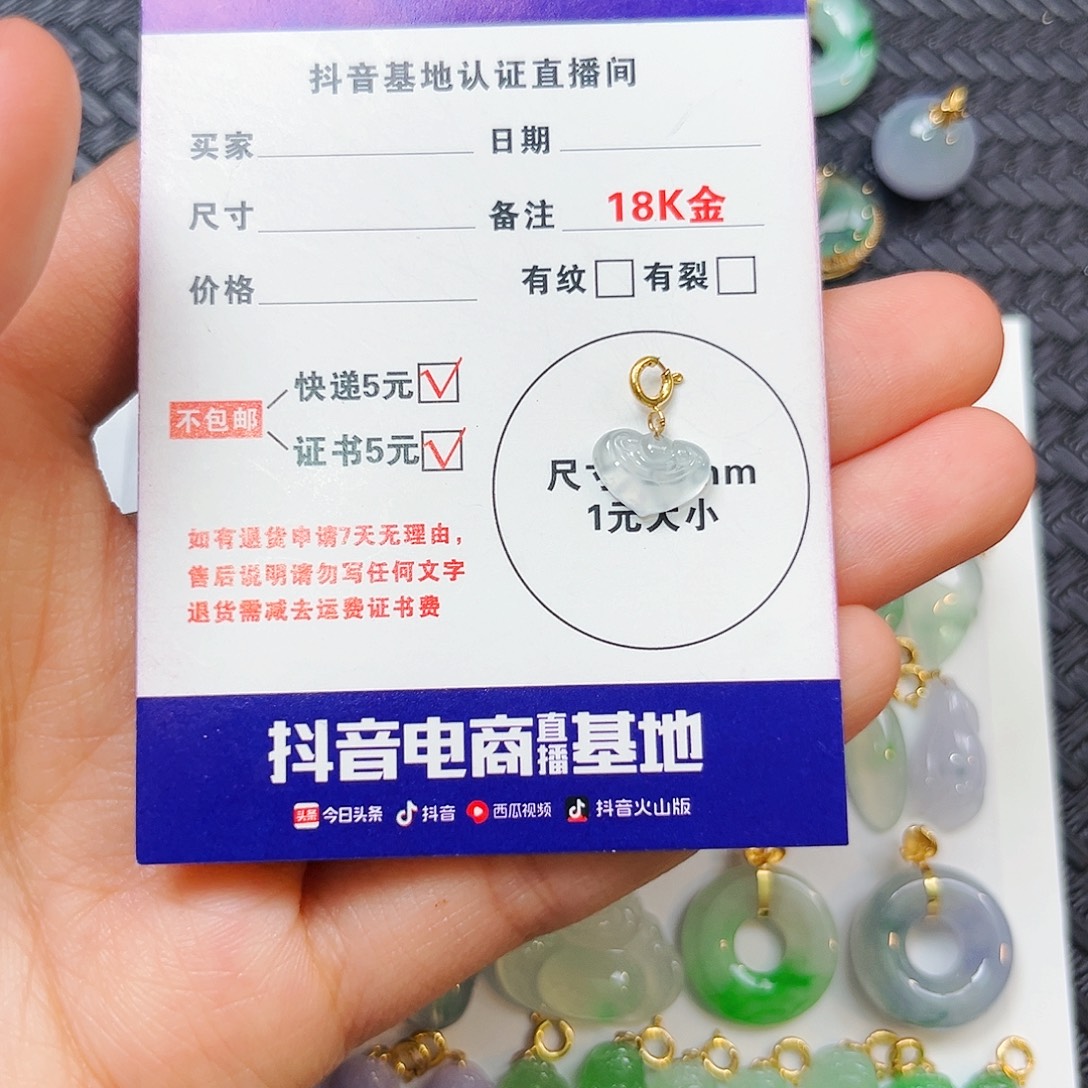 抖音基地认证直播间
买家 日期
尺寸 备注 18K金
价格 有纹 有裂
不包邮
快递5元
证书5元
尺寸 mm
1元大小
如有退货申请7天无理由，
售后说明请勿写任何文字
退货需减去运费证书费
抖音电商直播基地
头条 今日头条 抖音 西瓜视频 抖音火山版